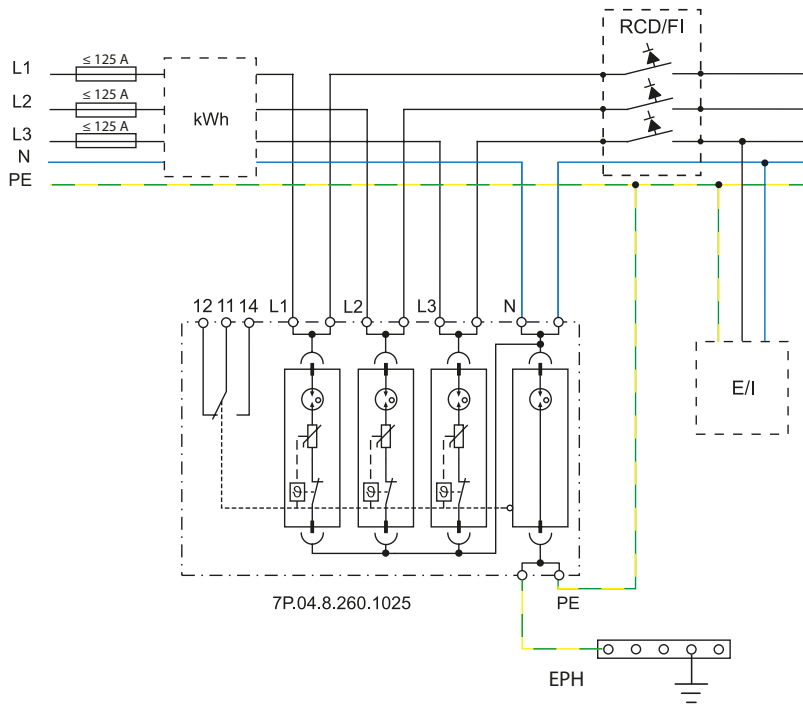 RCD/FI
≤ 125 A
L1
≤ 125 A
L2
kWh
≤ 125 A
L3
N
PE
12 11 14 L1 L2 L3 N
E/I
ϑ ϑ ϑ
7P.04.8.260.1025 PE
EPH